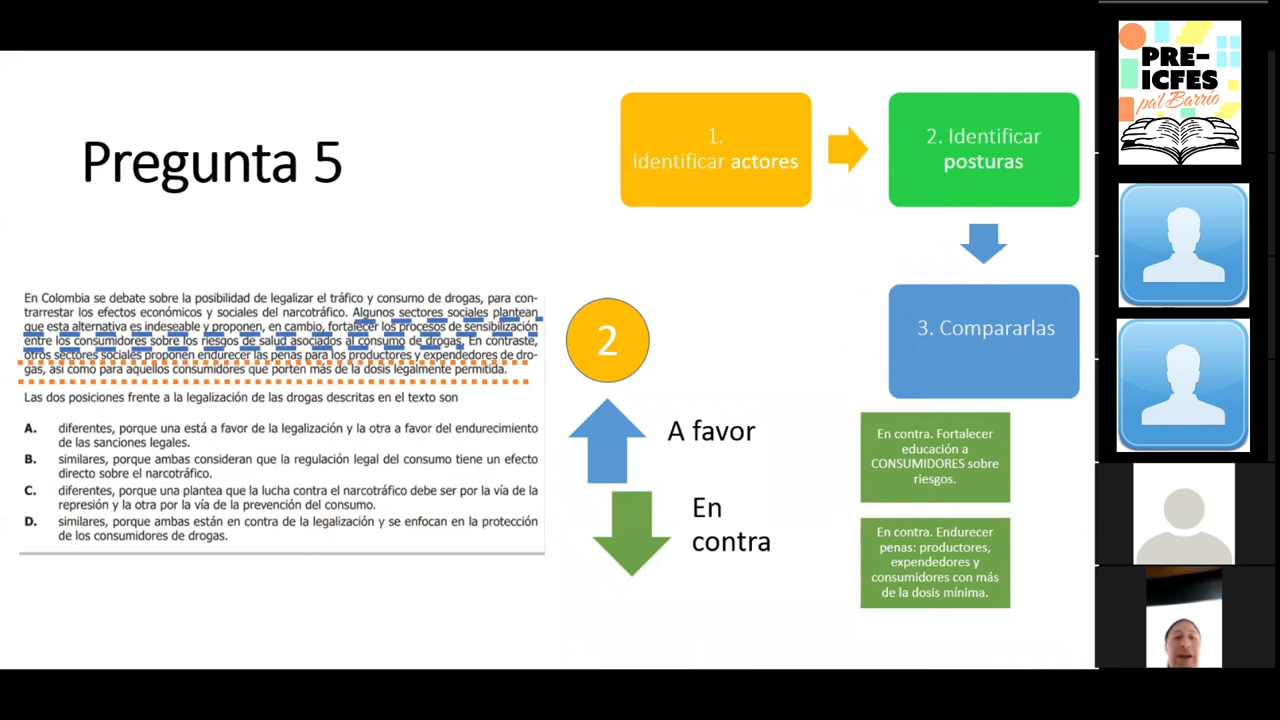 Pregunta 5
1.
Identificar actores
2. Identificar
posturas
3. Compararlas
En Colombia se debate sobre la posibilidad de legalizar el tráfico y consumo de drogas, para con-
trarrestar los efectos económicos y sociales del narcotráfico. Algunos sectores sociales plantean
que esta alternativa es indeseable y proponen, en cambio, fortalecer los procesos de sensibilización
entre los consumidores sobre los riesgos de salud asociados al consumo de drogas. En contraste,
otros sectores sociales proponen endurecer las penas para los productores y expendedores de dro-
gas, así como para aquellos consumidores que porten más de la dosis legalmente permitida.
Las dos posiciones frente a la legalización de las drogas descritas en el texto son
A. diferentes, porque una está a favor de la legalización y la otra a favor del endurecimiento
de las sanciones legales.
B. similares, porque ambas consideran que la regulación legal del consumo tiene un efecto
directo sobre el narcotráfico.
C. diferentes, porque una plantea que la lucha contra el narcotráfico debe ser por la vía de la
represión y la otra por la vía de la prevención del consumo.
D. similares, porque ambas están en contra de la legalización y se enfocan en la protección
de los consumidores de drogas.
2
A favor
En
contra
En contra. Fortalecer
educación a
CONSUMIDORES sobre
riesgos.
En contra. Endurecer
penas: productores,
expendedores y
consumidores con más
de la dosis mínima.
PRE-
ICFES
pa'l Barrio